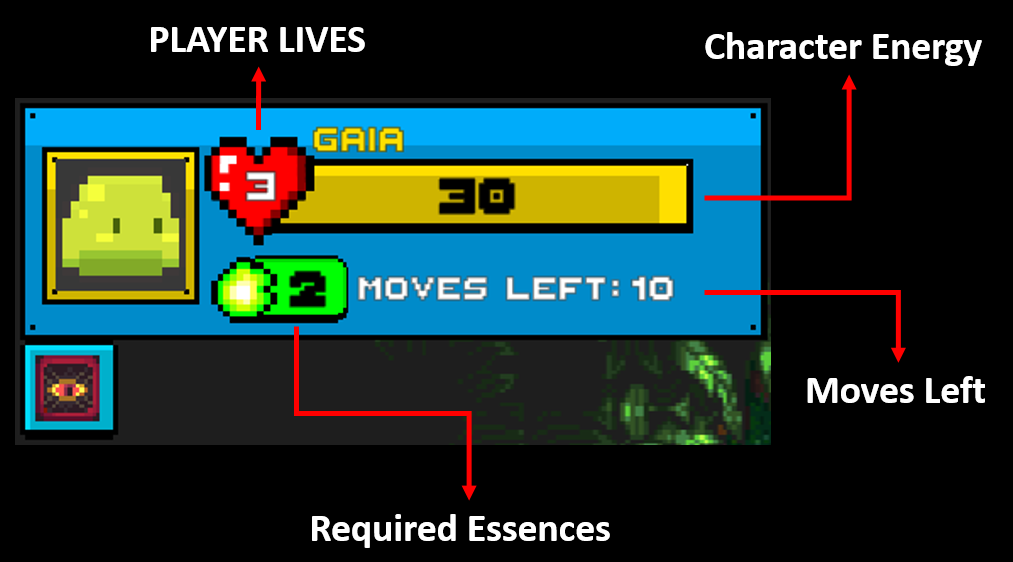 PLAYER LIVES
Character Energy
GAIA
3
30
2
MOVES LEFT: 10
Moves Left
Required Essences